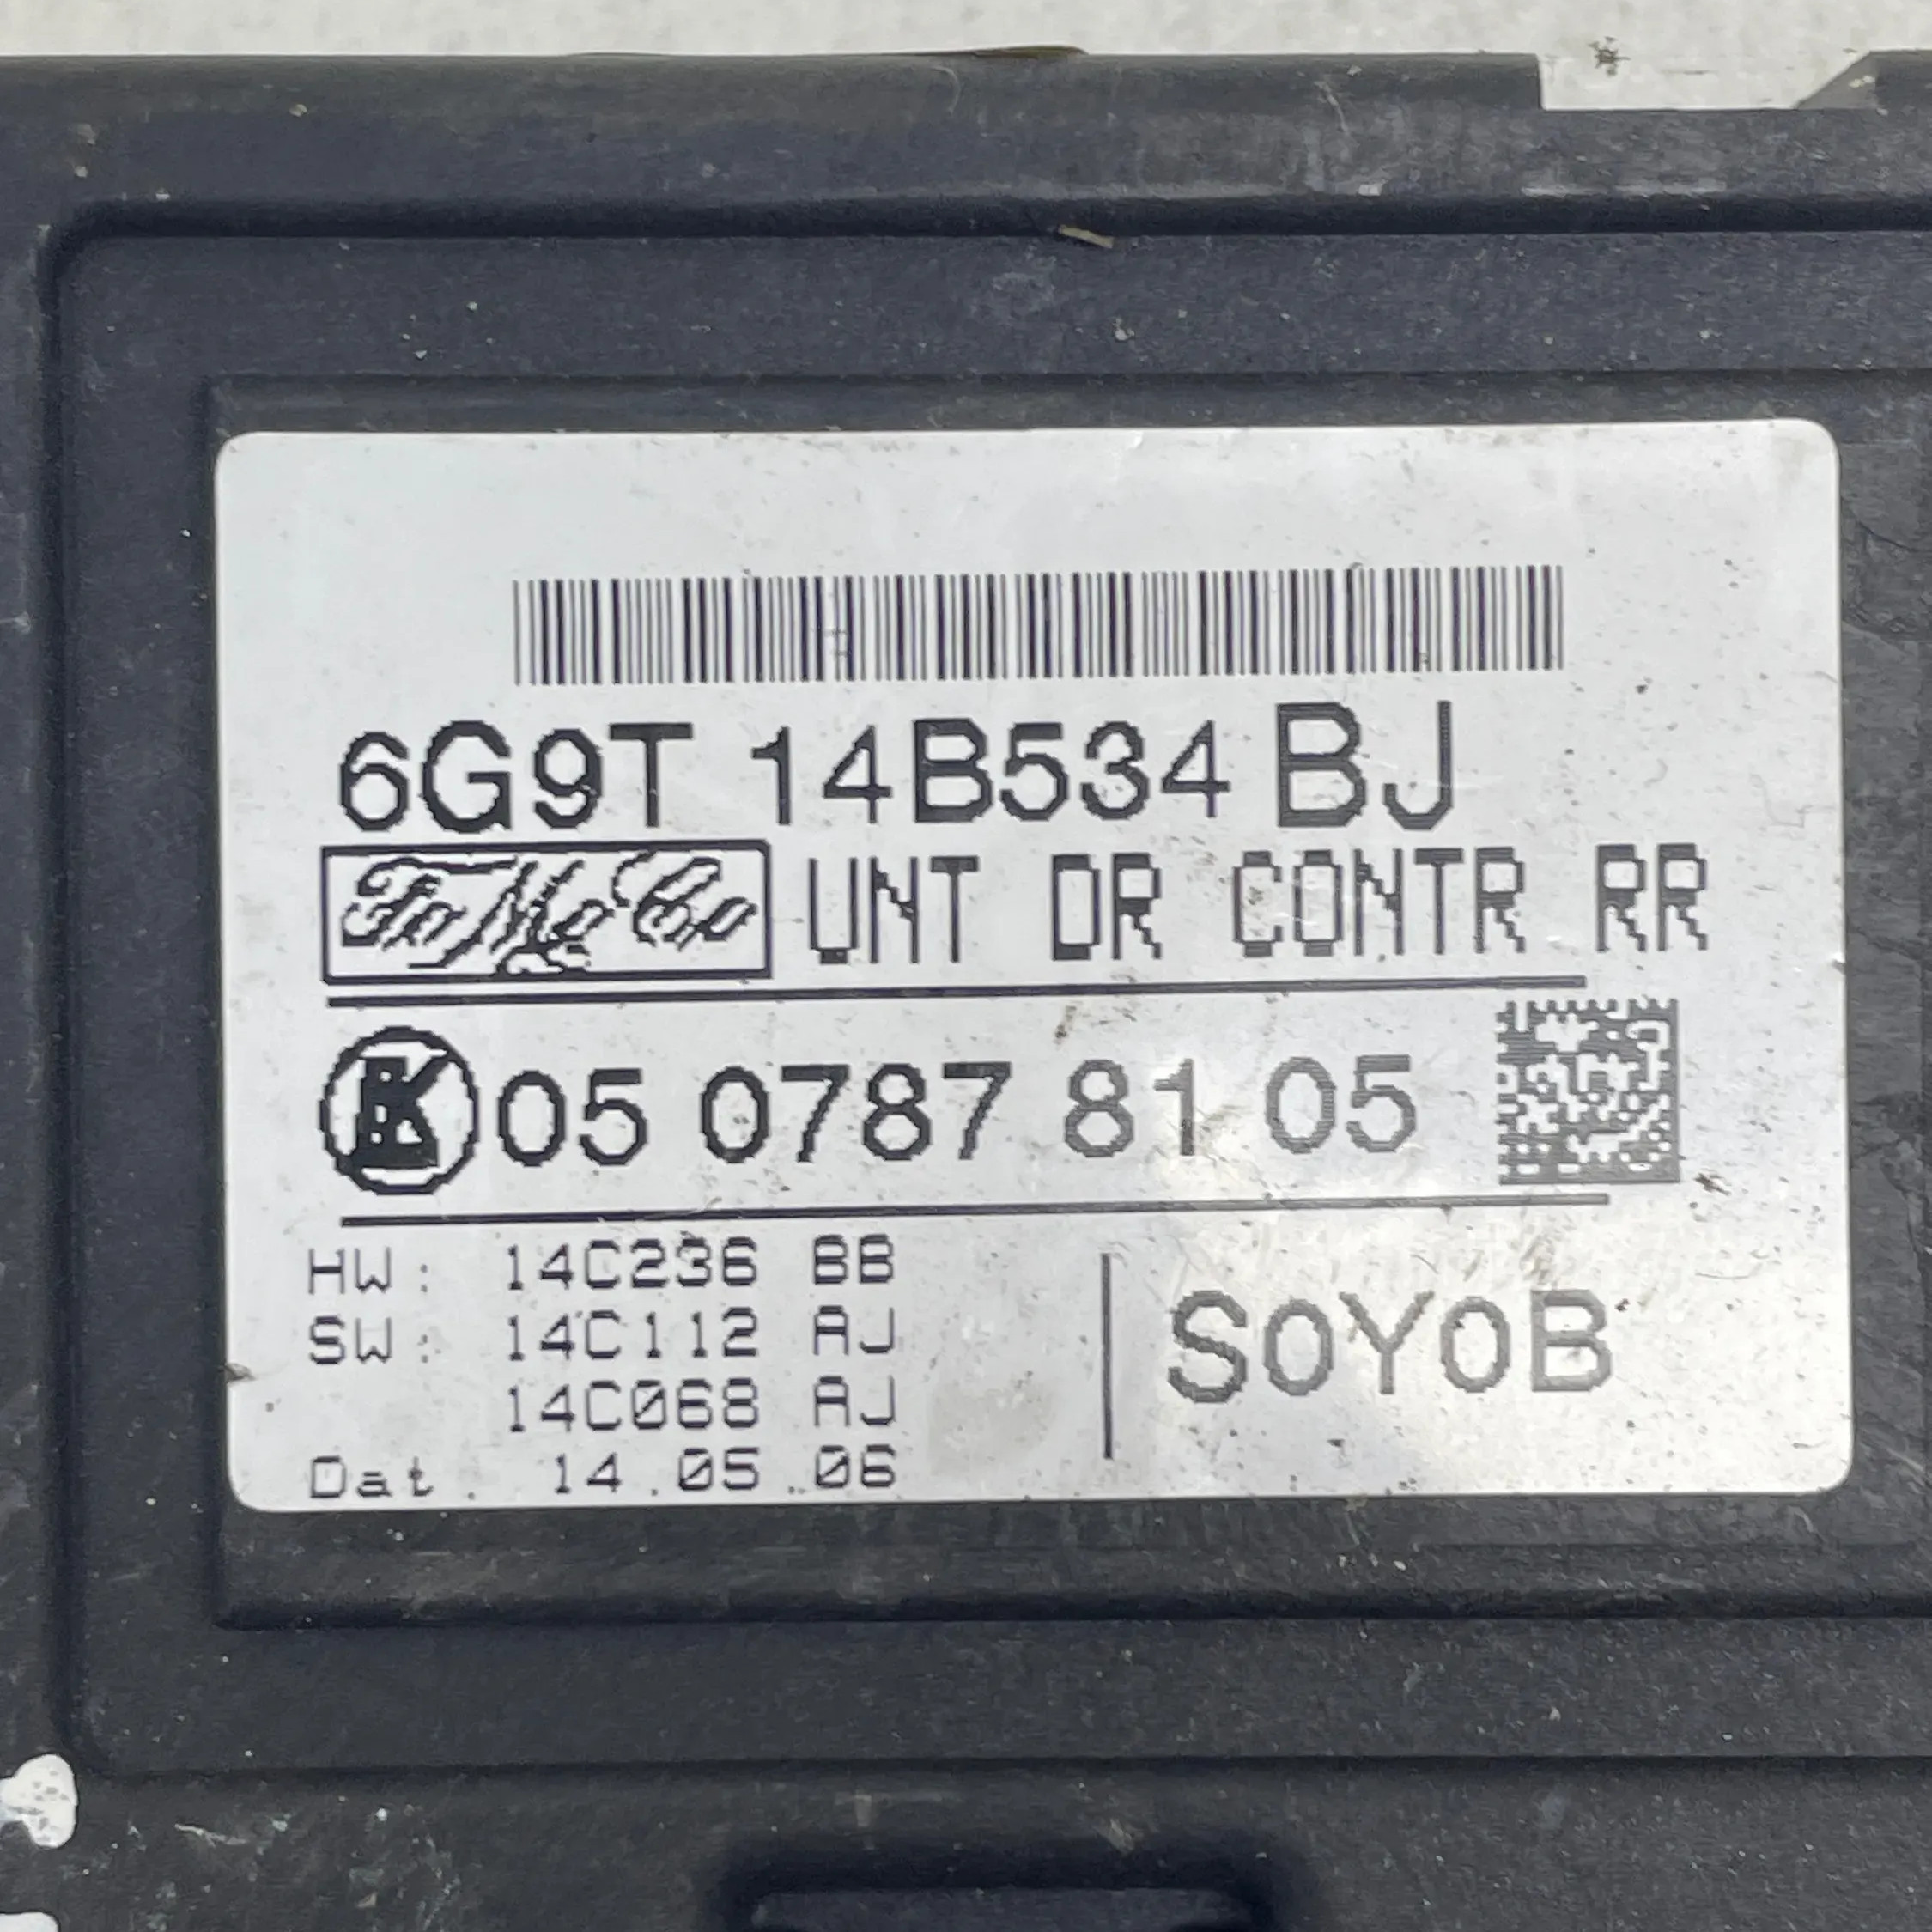 6G9T 14B534 BJ
FoMoCo UNT DR CONTR RR
K 05 0787 81 05
HW: 14C236 BB
SW: 14C112 AJ
14C068 AJ
Dat. 14.05.06
S0Y0B